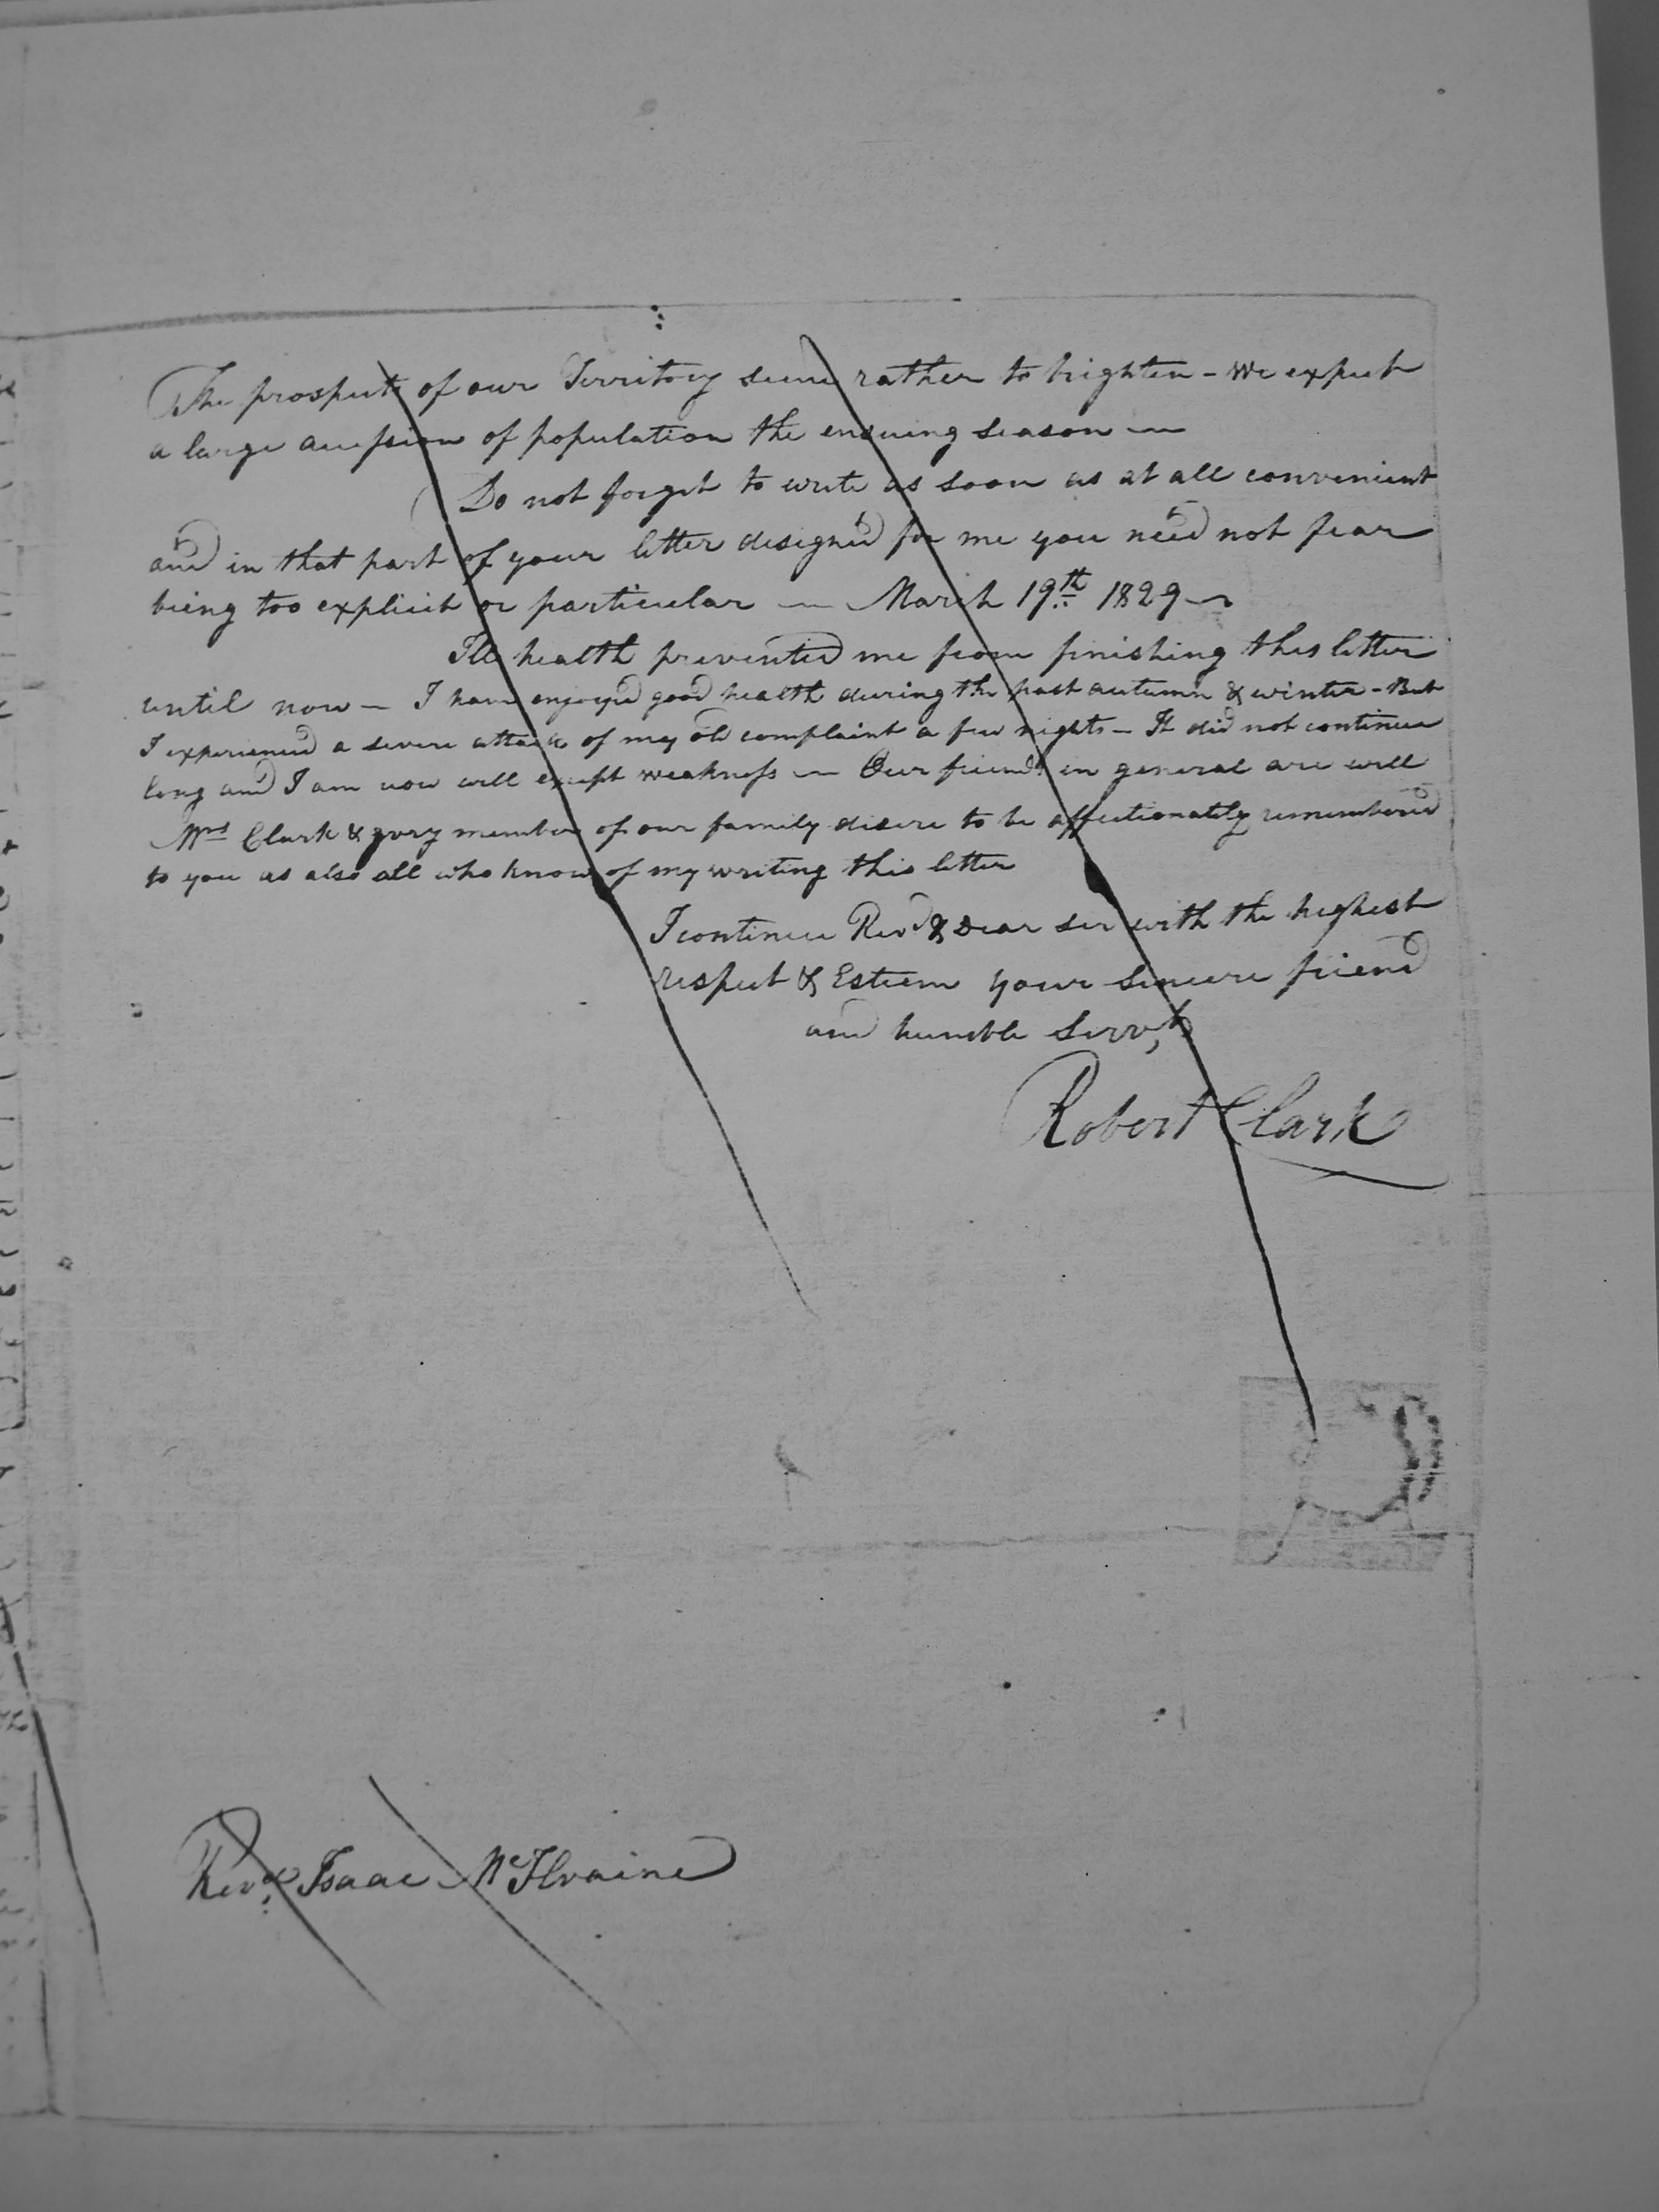 The prospects of our Territory seem rather to brighten - We expect
a large accession of population the ensuing season —
Do not forget to write as soon as at all convenient
and in that part of your letter designed for me you need not fear
being too explicit or particular — March 19th 1829 —
Ill health prevented me from finishing this letter
until now — I have enjoyed good health during the past autumn & winter - But
I experienced a severe attack of my old complaint a few nights — It did not continue
long and I am now well except weakness — Our friends in general are well
Mrs Clark & every member of our family desire to be affectionately remembered
to you as also all who know of my writing this letter
I continue Revd & Dear sir with the highest
respect & Esteem your sincere friend
and humble Servt,
Robert Clark
Revd. Isaac McIlvaine